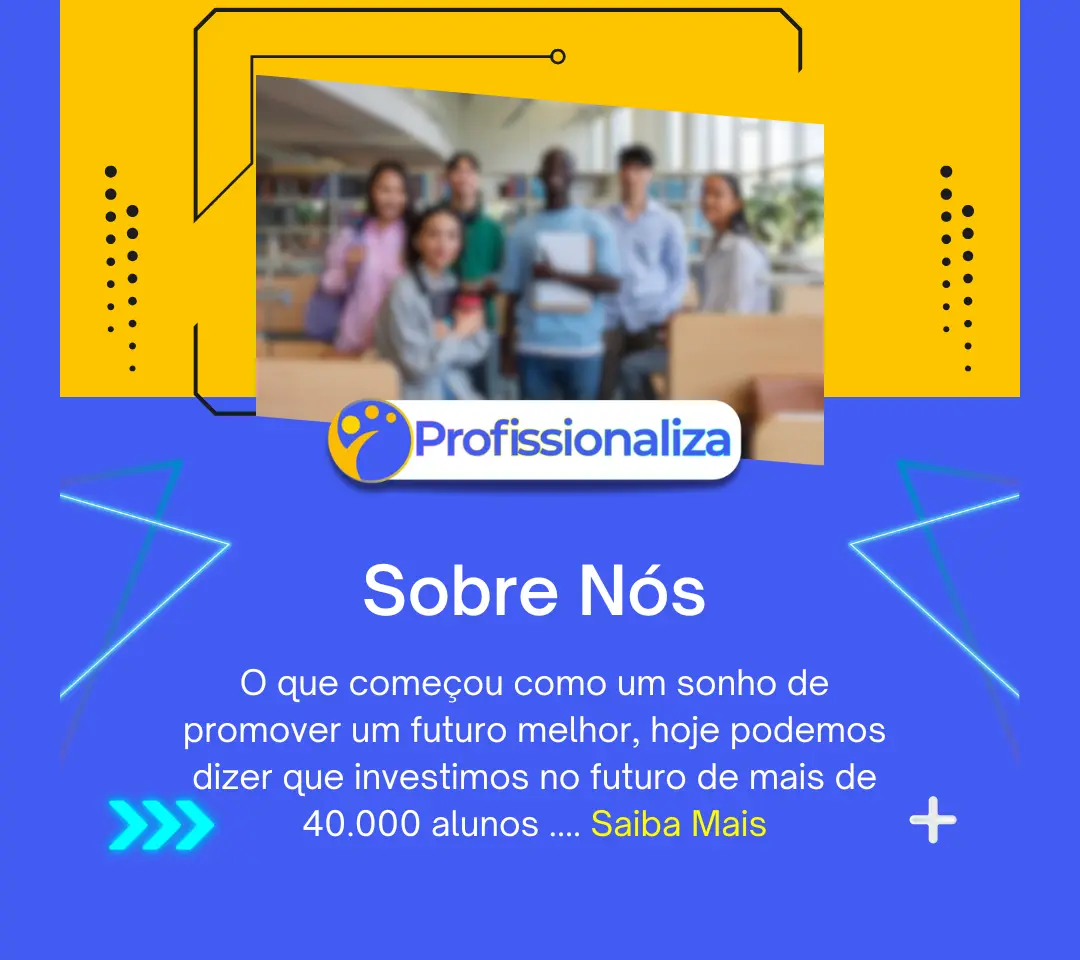 Profissionaliza
Sobre Nós
O que começou como um sonho de
promover um futuro melhor, hoje podemos
dizer que investimos no futuro de mais de
40.000 alunos .... Saiba Mais